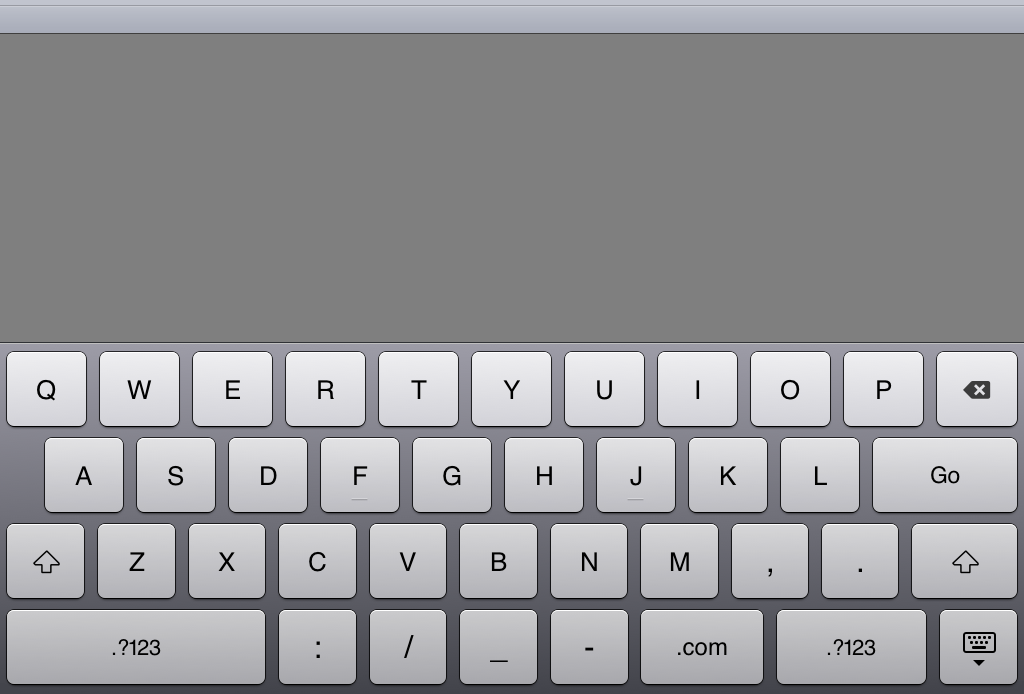 Q W E R T Y U I O P
A S D F G H J K L Go
Z X C V B N M , .
.?123 : / _ - .com .?123